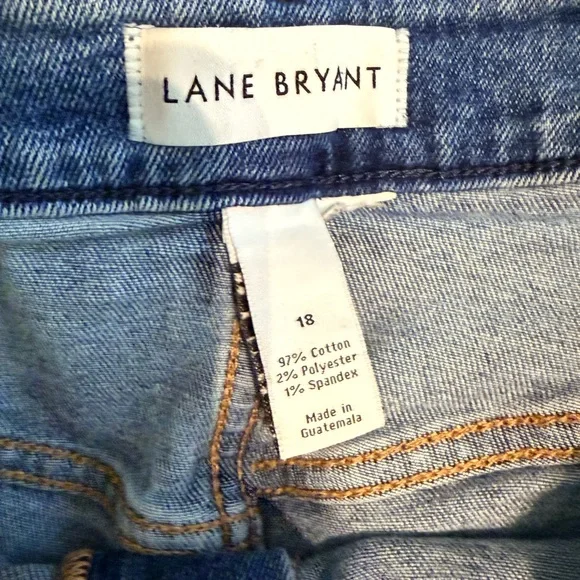 LANE BRYANT
18
97% Cotton
2% Polyester
1% Spandex
Made in
Guatemala